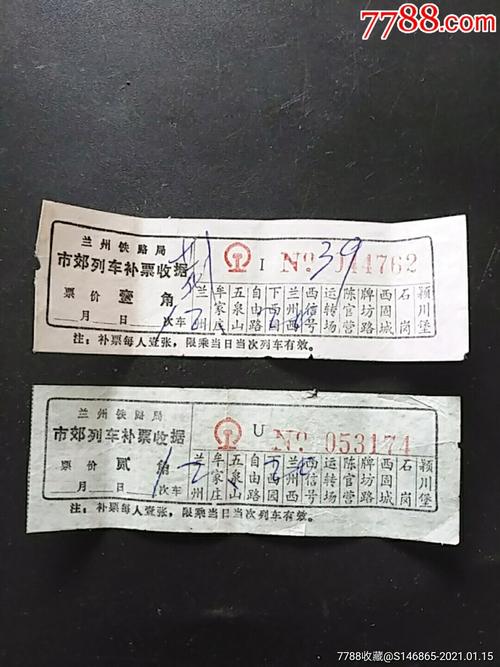 7788.com
兰州铁路局
市郊列车补票收据
I
No 044762
票价 壹 角
月 日 次车
兰州 牟家庄 五泉山 自由路 下西园 兰州西 西信号 运转场 陈官营 牌坊路 西固城 石岗 颖川堡
注:补票每人壹张,限乘当日当次列车有效。
兰州铁路局
市郊列车补票收据
U
No 053174
票价 贰 角
月 日 次车
兰州 牟家庄 五泉山 自由路 下西园 兰州西 西信号 运转场 陈官营 牌坊路 西固城 石岗 颖川堡
注:补票每人壹张,限乘当日当次列车有效。
7788收藏@S146865-2021.01.15